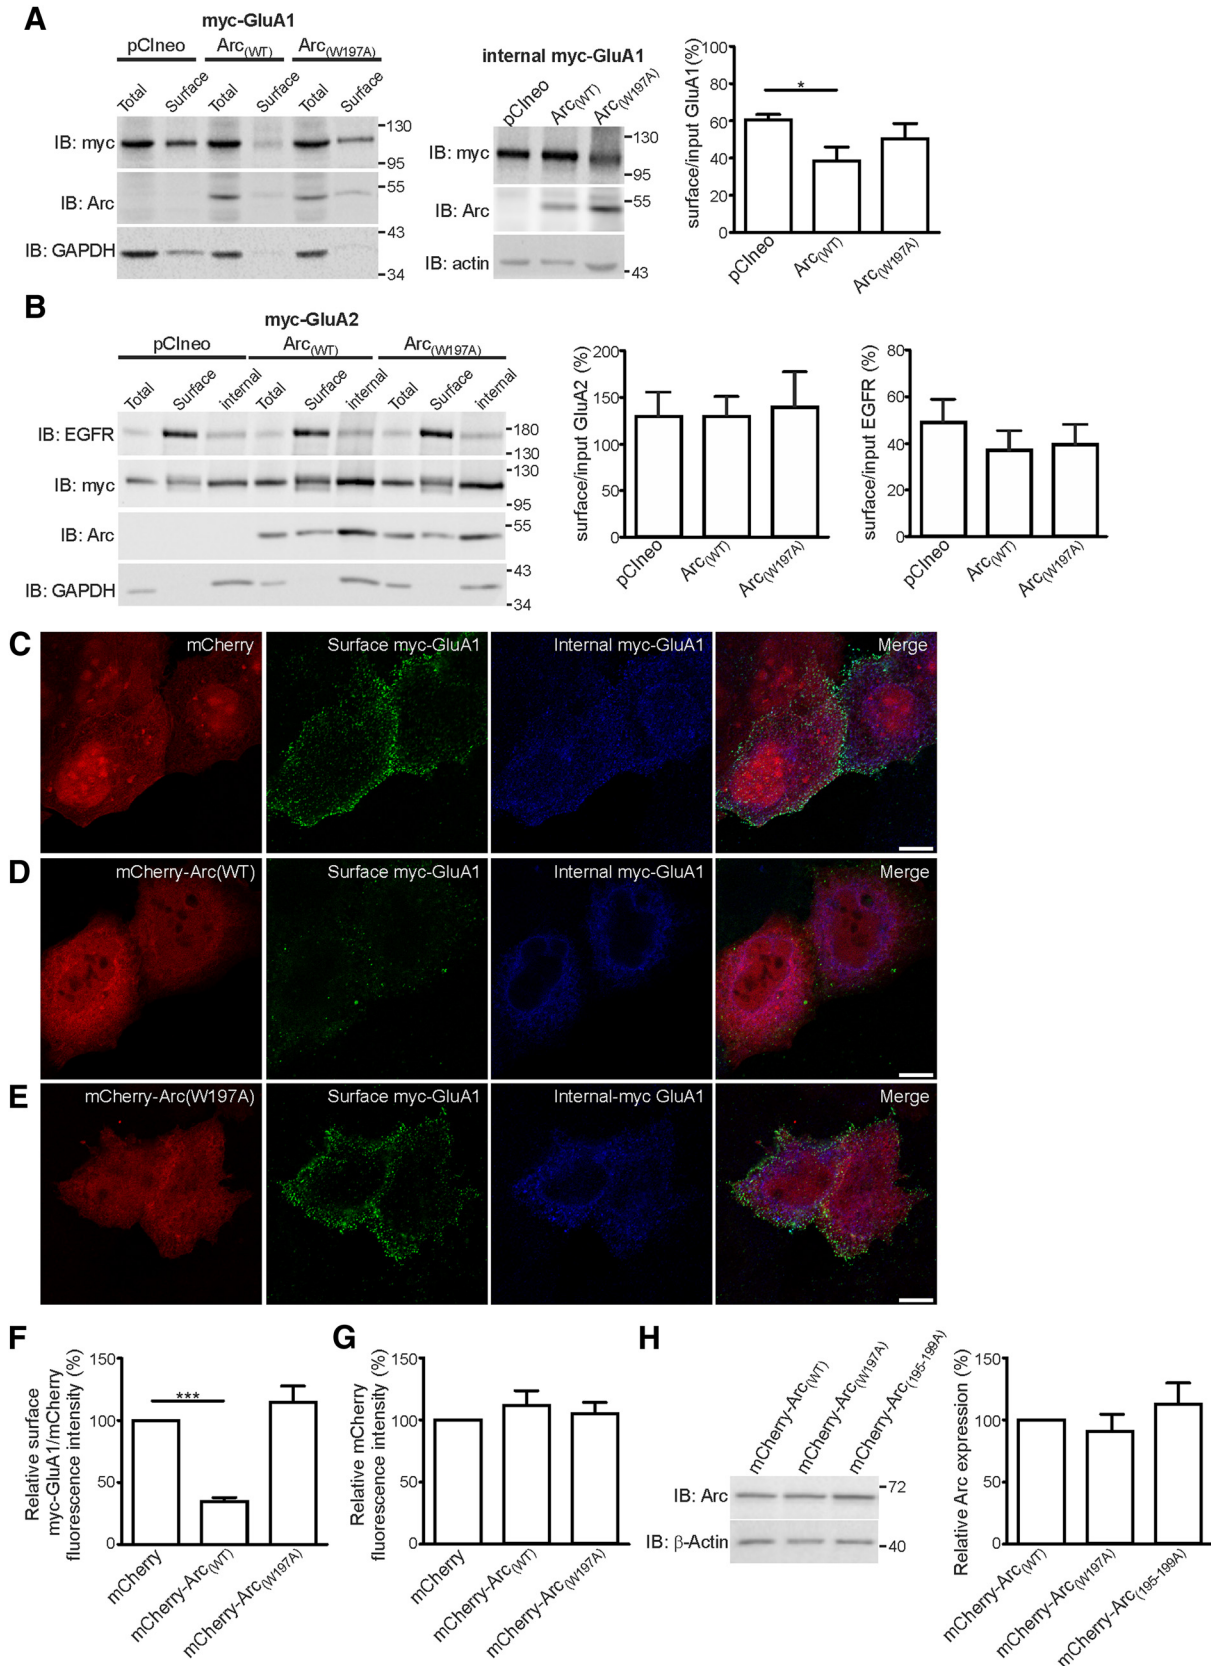 A
myc-GluA1
pCIneo Arc(WT) Arc(W197A)
Total Surface Total Surface Total Surface
IB: myc
130
95
IB: Arc
55
IB: GAPDH
43
34
internal myc-GluA1
pCIneo Arc(WT) Arc(W197A)
IB: myc
130
95
IB: Arc
55
IB: actin
43
surface/input GluA1(%)
100
80
60
40
20
0
*
pCIneo Arc(WT) Arc(W197A)
B
myc-GluA2
pCIneo Arc(WT) Arc(W197A)
Total Surface internal Total Surface internal Total Surface internal
IB: EGFR
180
130
IB: myc
130
95
IB: Arc
55
IB: GAPDH
43
34
surface/input GluA2 (%)
200
150
100
50
0
pCIneo Arc(WT) Arc(W197A)
surface/input EGFR (%)
80
60
40
20
0
pCIneo Arc(WT) Arc(W197A)
C
mCherry Surface myc-GluA1 Internal myc-GluA1 Merge
D
mCherry-Arc(WT) Surface myc-GluA1 Internal myc-GluA1 Merge
E
mCherry-Arc(W197A) Surface myc-GluA1 Internal-myc GluA1 Merge
F
Relative surface
myc-GluA1/mCherry
fluorescence intensity (%)
150
100
50
0
***
mCherry mCherry-Arc(WT) mCherry-Arc(W197A)
G
Relative mCherry
fluorescence intensity (%)
150
100
50
0
mCherry mCherry-Arc(WT) mCherry-Arc(W197A)
H
mCherry-Arc(WT) mCherry-Arc(W197A) mCherry-Arc(195-199A)
IB: Arc
72
IB: β-Actin
40
Relative Arc expression (%)
150
100
50
0
mCherry-Arc(WT) mCherry-Arc(W197A) mCherry-Arc(195-199A)